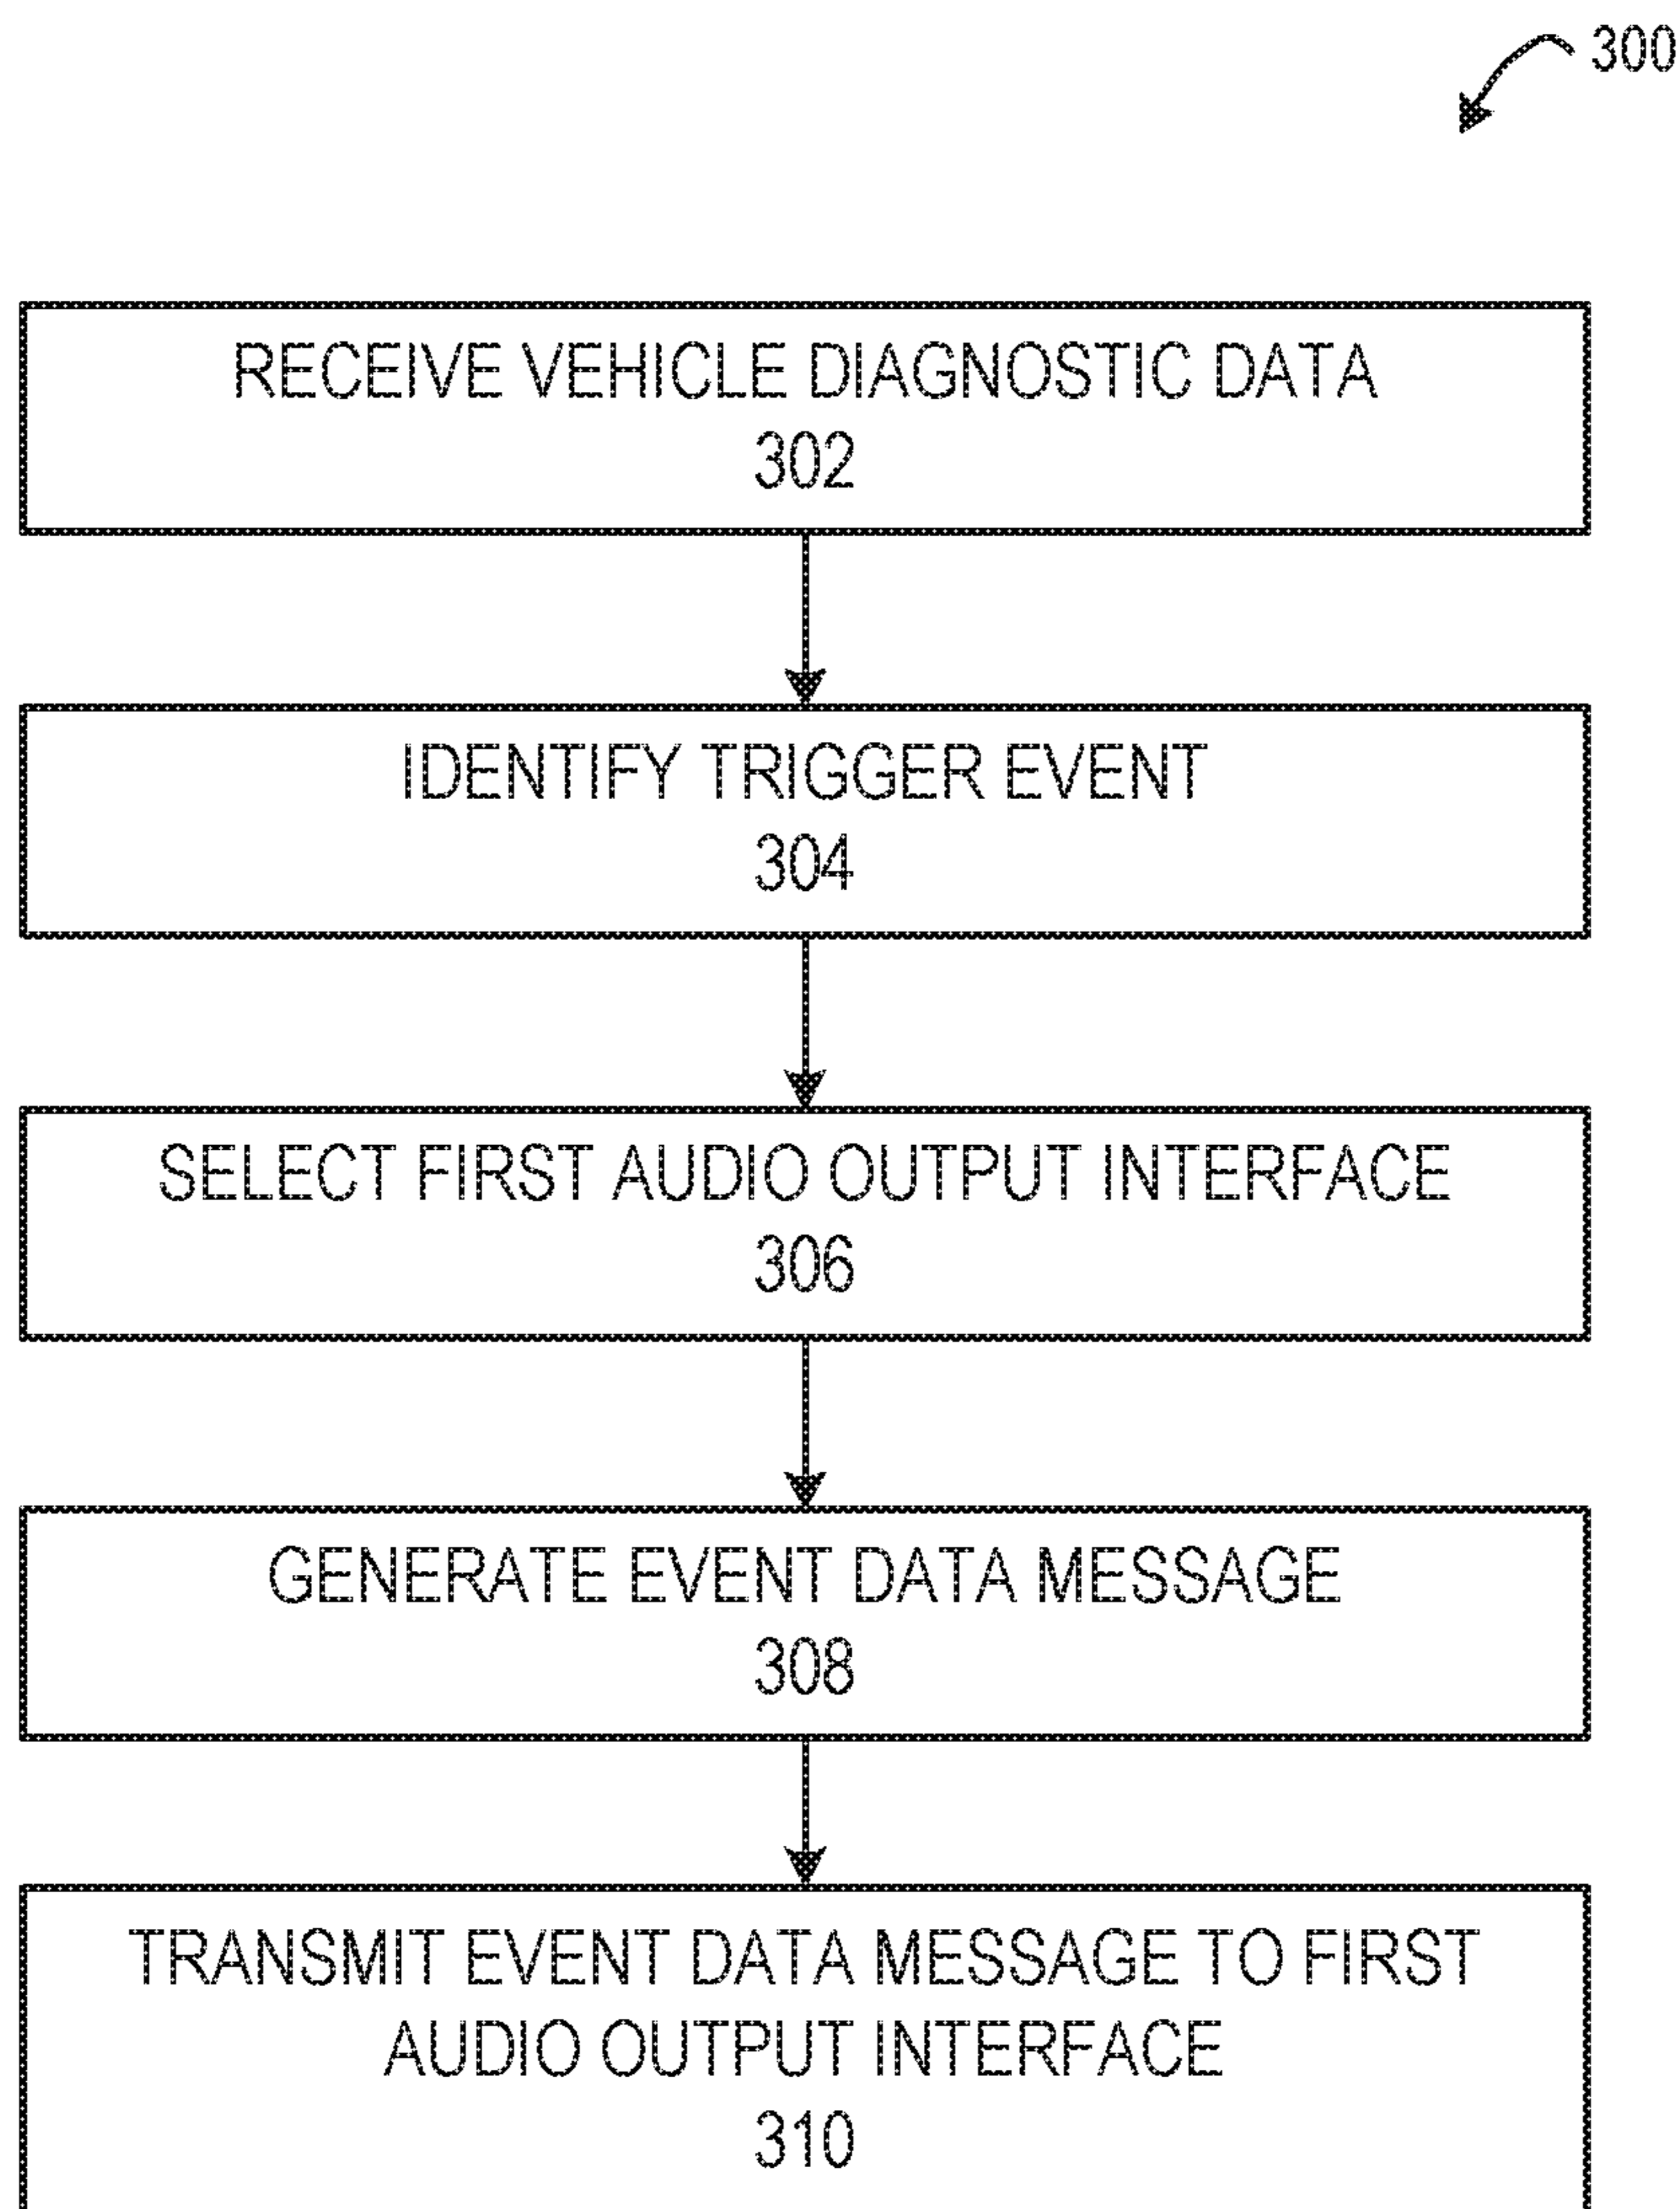 300
RECEIVE VEHICLE DIAGNOSTIC DATA
302
IDENTIFY TRIGGER EVENT
304
SELECT FIRST AUDIO OUTPUT INTERFACE
306
GENERATE EVENT DATA MESSAGE
308
TRANSMIT EVENT DATA MESSAGE TO FIRST
AUDIO OUTPUT INTERFACE
310